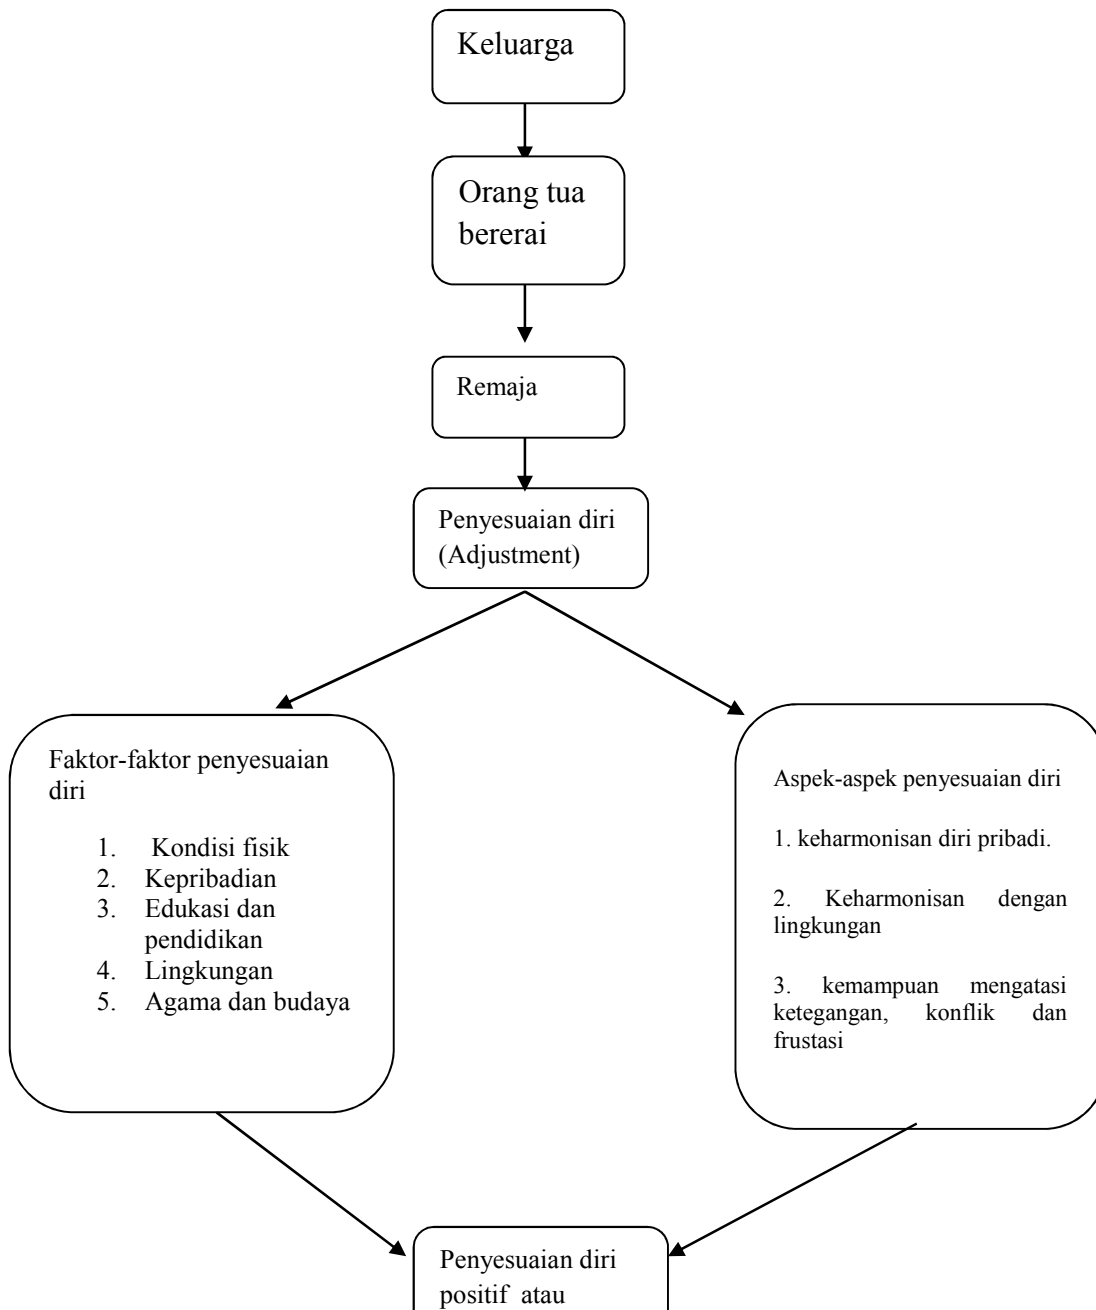 Keluarga
Orang tua
bererai
Remaja
Penyesuaian diri
(Adjustment)
Faktor-faktor penyesuaian
diri
1. Kondisi fisik
2. Kepribadian
3. Edukasi dan
pendidikan
4. Lingkungan
5. Agama dan budaya
Aspek-aspek penyesuaian diri
1. keharmonisan diri pribadi.
2. Keharmonisan dengan
lingkungan
3. kemampuan mengatasi
ketegangan, konflik dan
frustasi
Penyesuaian diri
positif atau